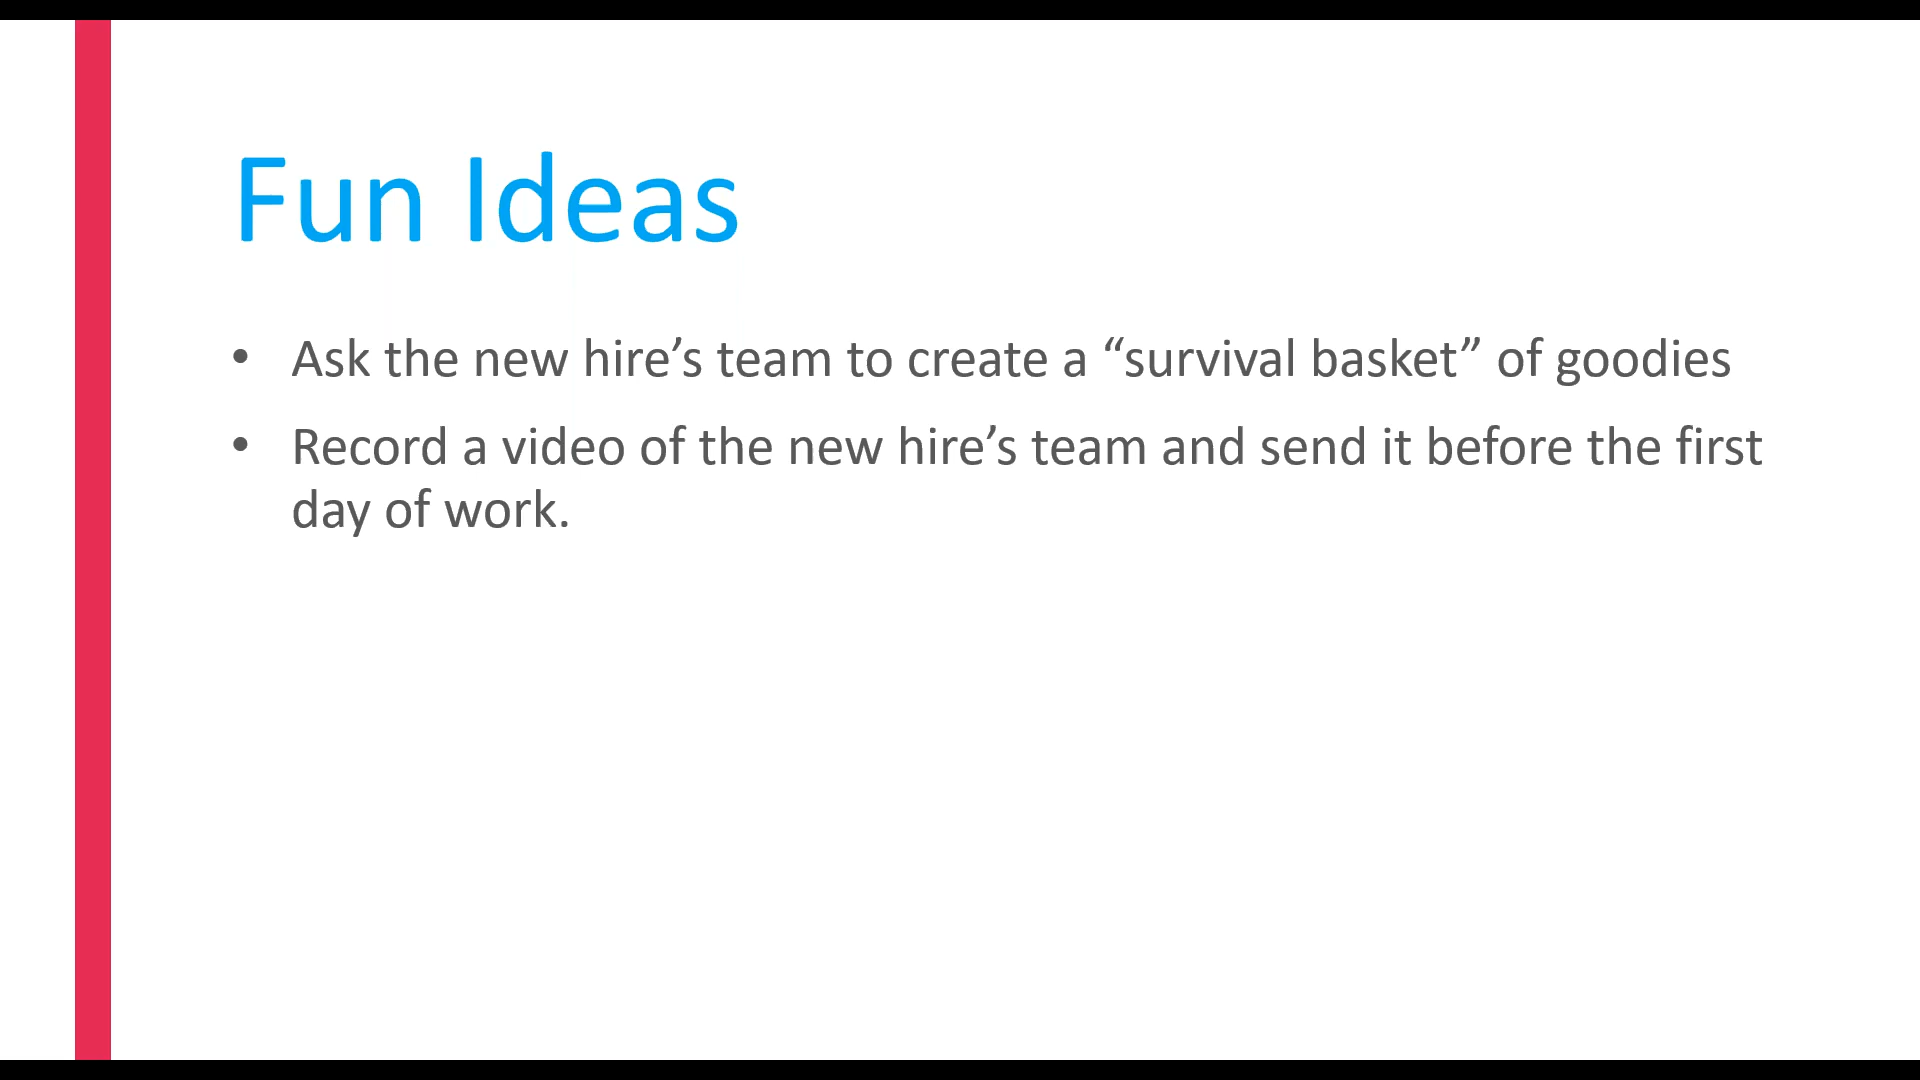 Fun Ideas
• Ask the new hire’s team to create a “survival basket” of goodies
• Record a video of the new hire’s team and send it before the first
day of work.